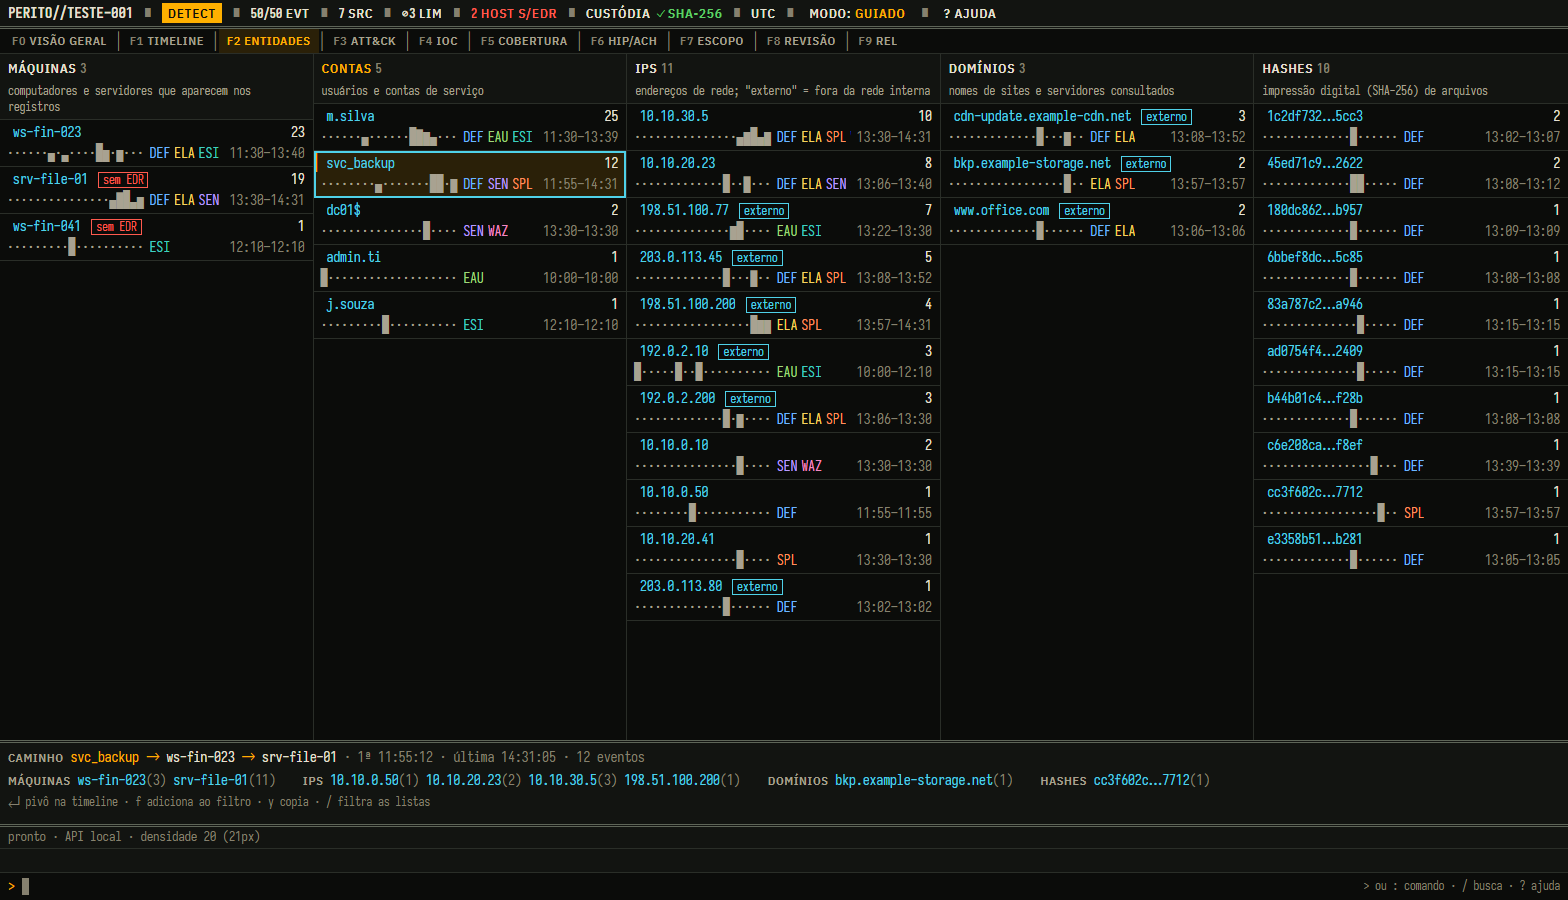 PERITO//TESTE-001 DETECT 50/50 EVT 7 SRC ⊘3 LIM 2 HOST S/EDR CUSTÓDIA ✓SHA-256 UTC MODO: GUIADO ? AJUDA
F0 VISÃO GERAL F1 TIMELINE F2 ENTIDADES F3 ATT&CK F4 IOC F5 COBERTURA F6 HIP/ACH F7 ESCOPO F8 REVISÃO F9 REL
MÁQUINAS 3
computadores e servidores que aparecem nos
registros
ws-fin-023 23
DEF ELA ESI 11:30-13:40
srv-file-01 sem EDR 19
DEF ELA SEN 13:30-14:31
ws-fin-041 sem EDR 1
ESI 12:10-12:10
CONTAS 5
usuários e contas de serviço
m.silva 25
DEF EAU ESI 11:30-13:39
svc_backup 12
DEF SEN SPL 11:55-14:31
dc01$ 2
SEN WAZ 13:30-13:30
admin.ti 1
EAU 10:00-10:00
j.souza 1
ESI 12:10-12:10
IPS 11
endereços de rede; "externo" = fora da rede interna
10.10.30.5 10
DEF ELA SPL 13:30-14:31
10.10.20.23 8
DEF ELA SEN 13:06-13:40
198.51.100.77 externo 7
EAU ESI 13:22-13:30
203.0.113.45 externo 5
DEF ELA SPL 13:08-13:52
198.51.100.200 externo 4
ELA SPL 13:57-14:31
192.0.2.10 externo 3
EAU ESI 10:00-12:10
192.0.2.200 externo 3
DEF ELA SPL 13:06-13:30
10.10.0.10 2
SEN WAZ 13:30-13:30
10.10.0.50 1
DEF 11:55-11:55
10.10.20.41 1
SPL 13:30-13:30
203.0.113.80 externo 1
DEF 13:02-13:02
DOMÍNIOS 3
nomes de sites e servidores consultados
cdn-update.example-cdn.net externo 3
DEF ELA 13:08-13:52
bkp.example-storage.net externo 2
ELA SPL 13:57-13:57
www.office.com externo 2
DEF ELA 13:06-13:06
HASHES 10
impressão digital (SHA-256) de arquivos
1c2df732…5cc3 2
DEF 13:02-13:07
45ed71c9…2622 2
DEF 13:08-13:12
180dc862…b957 1
DEF 13:09-13:09
6bbef8dc…5c85 1
DEF 13:08-13:08
83a787c2…a946 1
DEF 13:15-13:15
ad0754f4…2409 1
DEF 13:15-13:15
b44b01c4…f28b 1
DEF 13:08-13:08
c6e208ca…f8ef 1
DEF 13:39-13:39
cc3f602c…7712 1
SPL 13:57-13:57
e3358b51…b281 1
DEF 13:05-13:05
CAMINHO svc_backup → ws-fin-023 → srv-file-01 · 1ª 11:55:12 · última 14:31:05 · 12 eventos
MÁQUINAS ws-fin-023(3) srv-file-01(11) IPS 10.10.0.50(1) 10.10.20.23(2) 10.10.30.5(3) 198.51.100.200(1) DOMÍNIOS bkp.example-storage.net(1) HASHES cc3f602c…7712(1)
↵ pivô na timeline · f adiciona ao filtro · y copia · / filtra as listas
pronto · API local · densidade 20 (21px)
> > ou : comando · / busca · ? ajuda